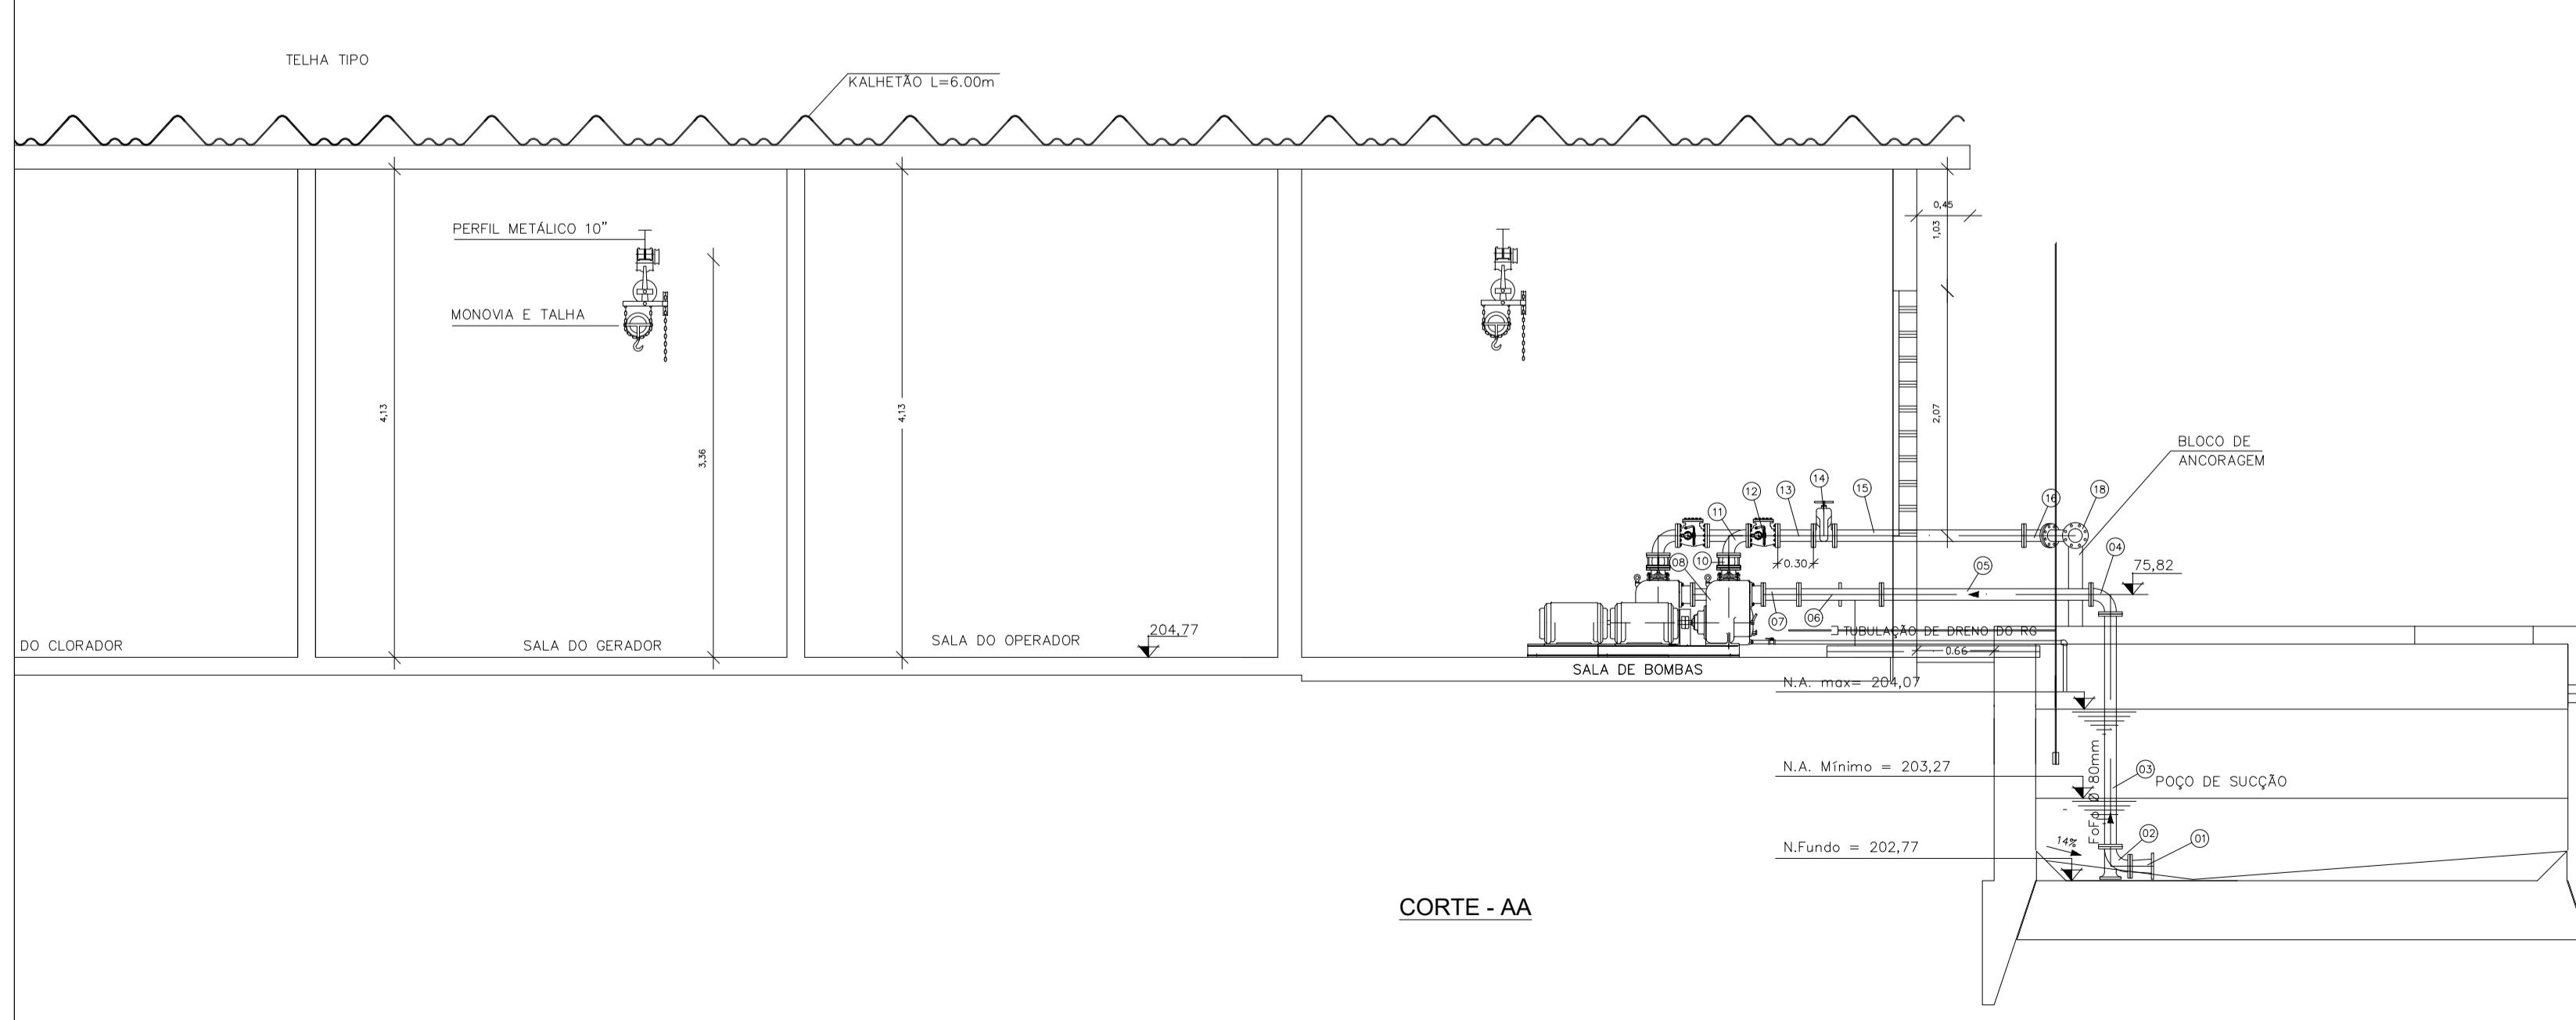 TELHA TIPO
KALHETÃO L=6.00m
PERFIL METÁLICO 10"
MONOVIA E TALHA
4,13
3,36
4,13
0,45
1,03
2,07
BLOCO DE
ANCORAGEM
14
12
13
15
11
16
18
08
10
0.30
04
05
75,82
07
06
TUBULAÇÃO DE DRENO DO RG
0.66
DO CLORADOR
SALA DO GERADOR
SALA DO OPERADOR
204,77
SALA DE BOMBAS
N.A. max= 204,07
N.A. Mínimo = 203,27
FoFo Ø 80mm
03
POÇO DE SUCÇÃO
14%
02
01
N.Fundo = 202,77
CORTE - AA